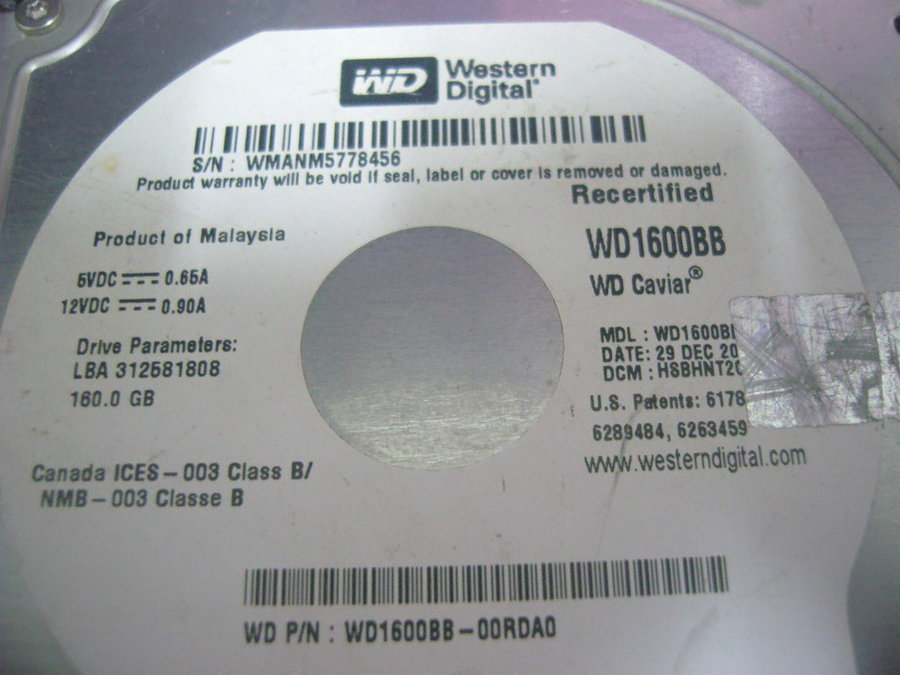 WD Western Digital®
S/N : WMANM5778456
Product warranty will be void if seal, label or cover is removed or damaged.
Recertified
Product of Malaysia
5VDC 0.65A
12VDC 0.90A
Drive Parameters:
LBA 312581808
160.0 GB
Canada ICES-003 Class B/
NMB-003 Classe B
WD1600BB
WD Caviar®
MDL : WD1600B
DATE: 29 DEC 20
DCM : HSBHNT2
U.S. Patents: 6178
6289484, 6263459
www.westerndigital.com
WD P/N : WD1600BB-00RDA0